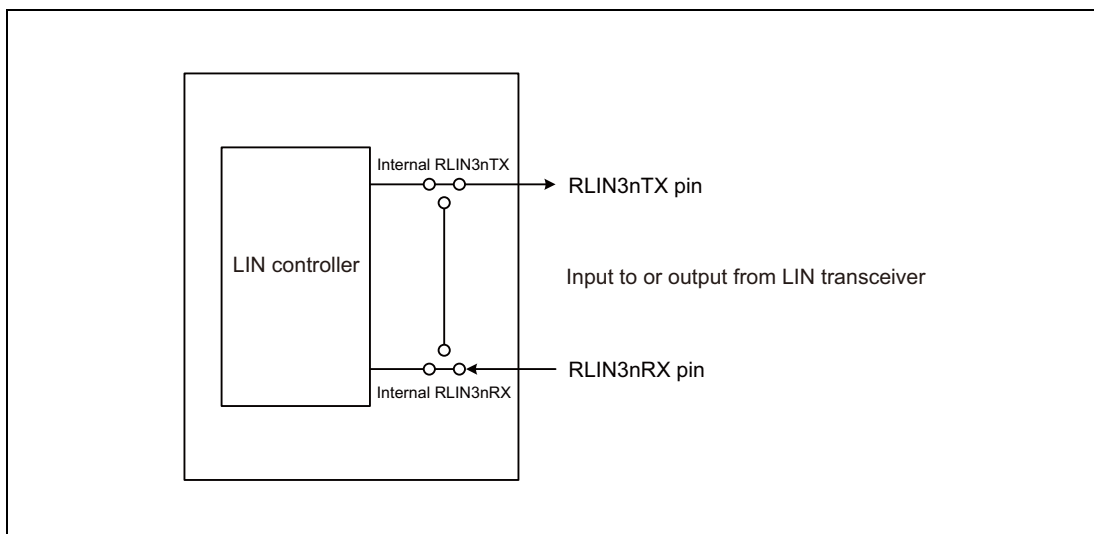 Internal RLIN3nTX
RLIN3nTX pin
LIN controller
Input to or output from LIN transceiver
RLIN3nRX pin
Internal RLIN3nRX